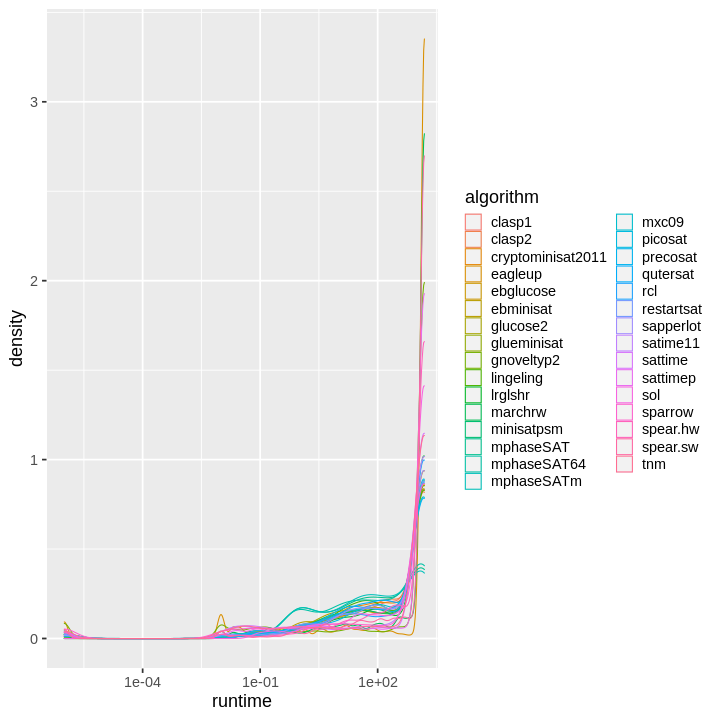 3
2
1
0
density
1e-04
1e-01
1e+02
runtime
algorithm
clasp1
clasp2
cryptominisat2011
eagleup
ebglucose
ebminisat
glucose2
glueminisat
gnoveltyp2
lingeling
lrglshr
marchrw
minisatpsm
mphaseSAT
mphaseSAT64
mphaseSATm
mxc09
picosat
precosat
qutersat
rcl
restartsat
sapperlot
satime11
sattime
sattimep
sol
sparrow
spear.hw
spear.sw
tnm